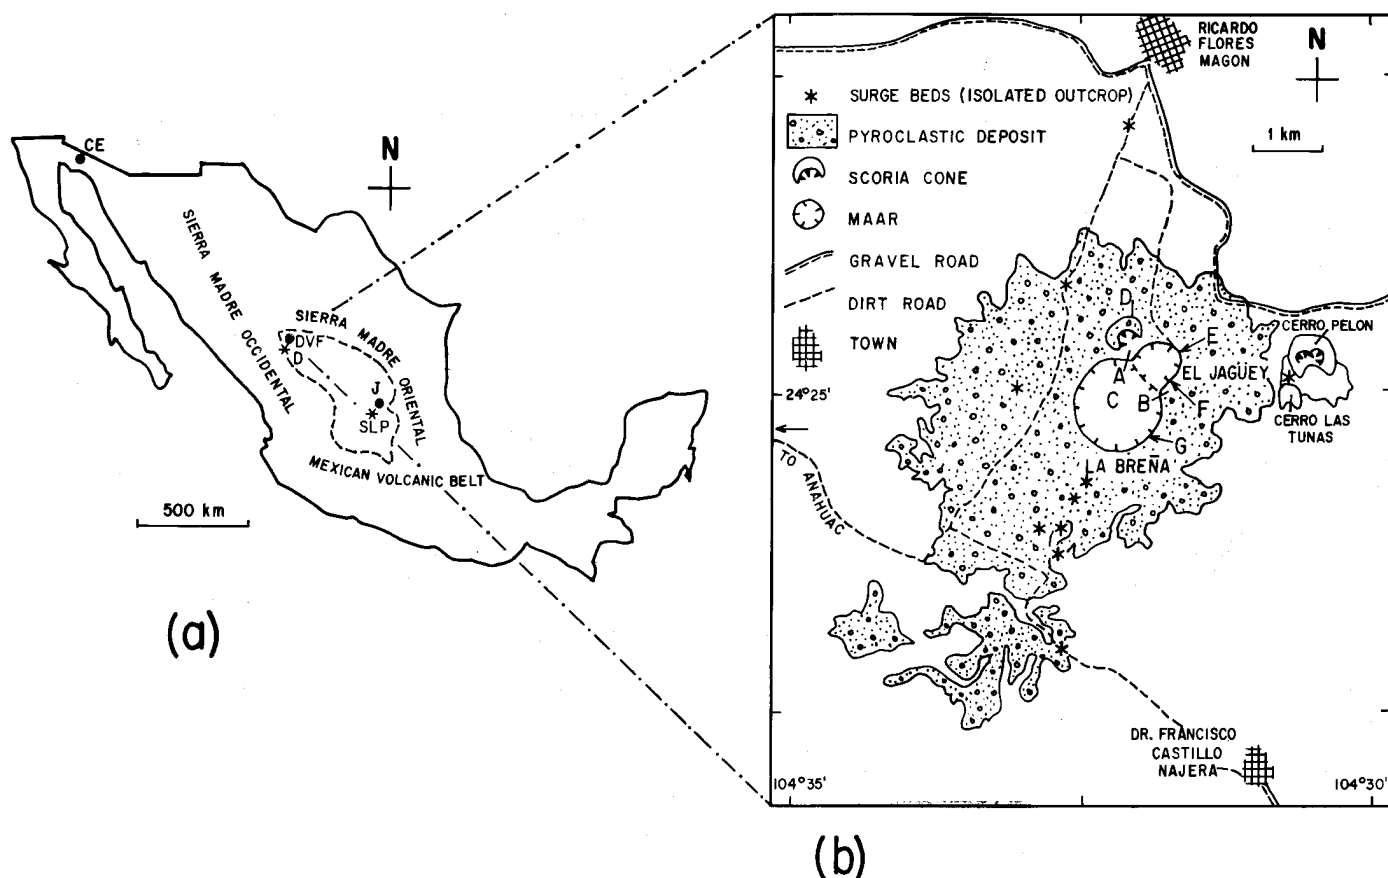 CE
N
SIERRA MADRE OCCIDENTAL
SIERRA MADRE ORIENTAL
DVF
D
J
SLP
MEXICAN VOLCANIC BELT
500 km
(a)
RICARDO
FLORES
MAGON
N
1 km
SURGE BEDS (ISOLATED OUTCROP)
PYROCLASTIC DEPOSIT
SCORIA CONE
MAAR
GRAVEL ROAD
DIRT ROAD
TOWN
D
E
CERRO PELON
A
EL JAGÜEY
24°25'
C
B
F
CERRO LAS
TUNAS
G
LA BREÑA
TO ANAHUAC
DR. FRANCISCO
CASTILLO
NAJERA
104°35'
104°30'
(b)